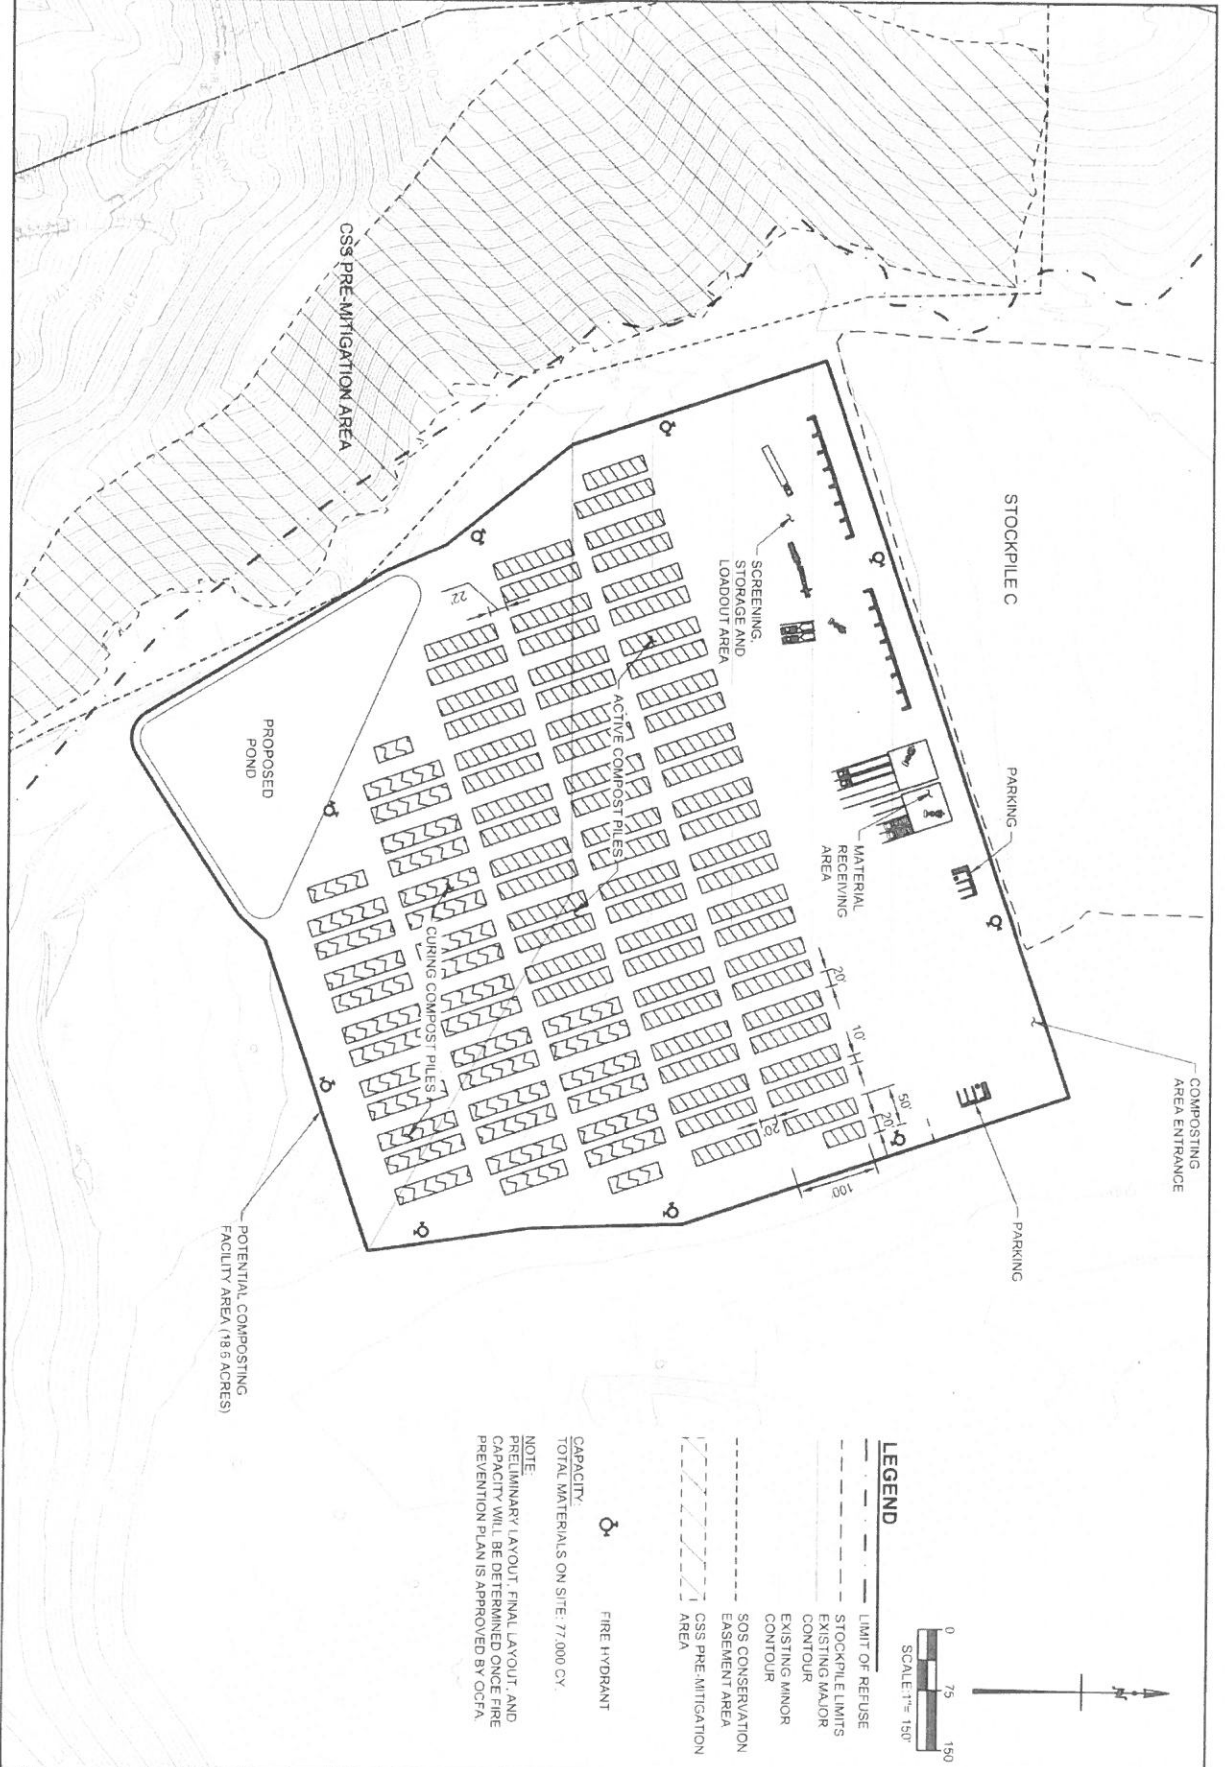 STOCKPILE C
PARKING
COMPOSTING
AREA ENTRANCE
PARKING
MATERIAL
RECEIVING
AREA
SCREENING,
STORAGE AND
LOADOUT AREA
ACTIVE COMPOST PILES
CURING COMPOST PILES
20'
10'
50'
20'
20'
100'
22'
CSS PRE-MITIGATION AREA
PROPOSED
POND
POTENTIAL COMPOSTING
FACILITY AREA (18.6 ACRES)
N
0 75 150
SCALE:1"= 150'
LEGEND
LIMIT OF REFUSE
STOCKPILE LIMITS
EXISTING MAJOR
CONTOUR
EXISTING MINOR
CONTOUR
SOS CONSERVATION
EASEMENT AREA
CSS PRE-MITIGATION
AREA
FIRE HYDRANT
CAPACITY:
TOTAL MATERIALS ON SITE: 77,000 CY.
NOTE:
PRELIMINARY LAYOUT. FINAL LAYOUT, AND
CAPACITY WILL BE DETERMINED ONCE FIRE
PREVENTION PLAN IS APPROVED BY OCFA.